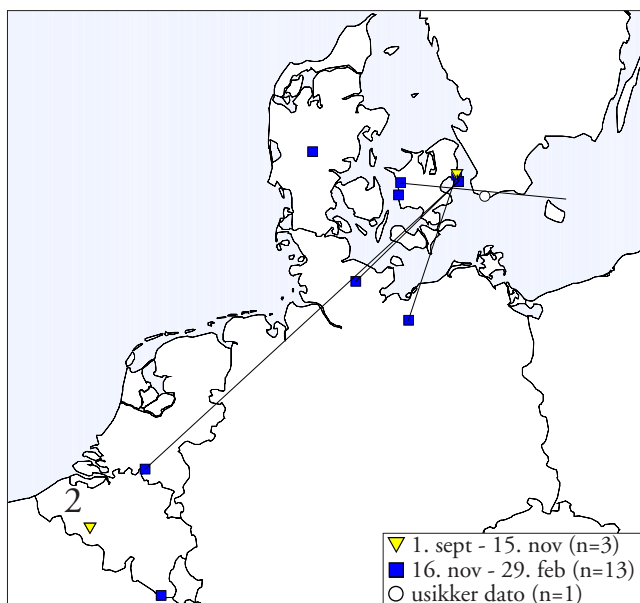 2
1. sept - 15. nov (n=3)
16. nov - 29. feb (n=13)
usikker dato (n=1)